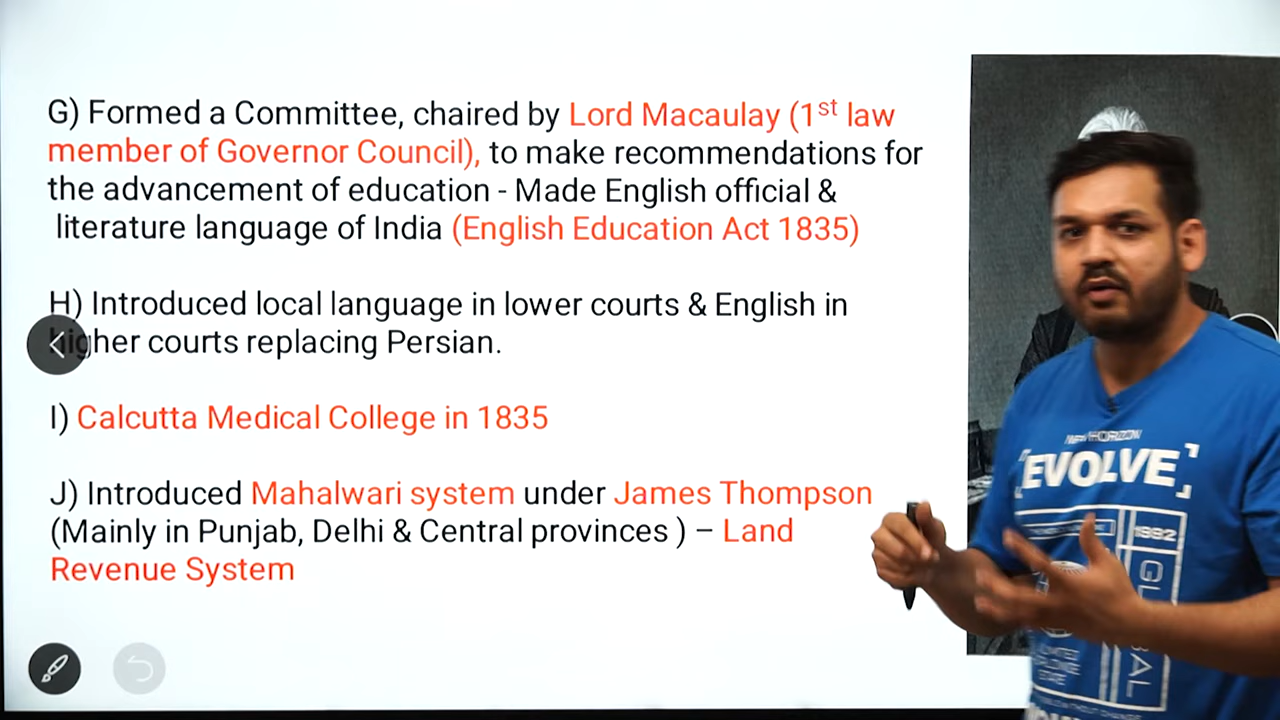 G) Formed a Committee, chaired by Lord Macaulay (1st law
member of Governor Council), to make recommendations for
the advancement of education - Made English official &
literature language of India (English Education Act 1835)
H) Introduced local language in lower courts & English in
higher courts replacing Persian.
I) Calcutta Medical College in 1835
J) Introduced Mahalwari system under James Thompson
(Mainly in Punjab, Delhi & Central provinces ) – Land
Revenue System
EVOLVE
1992